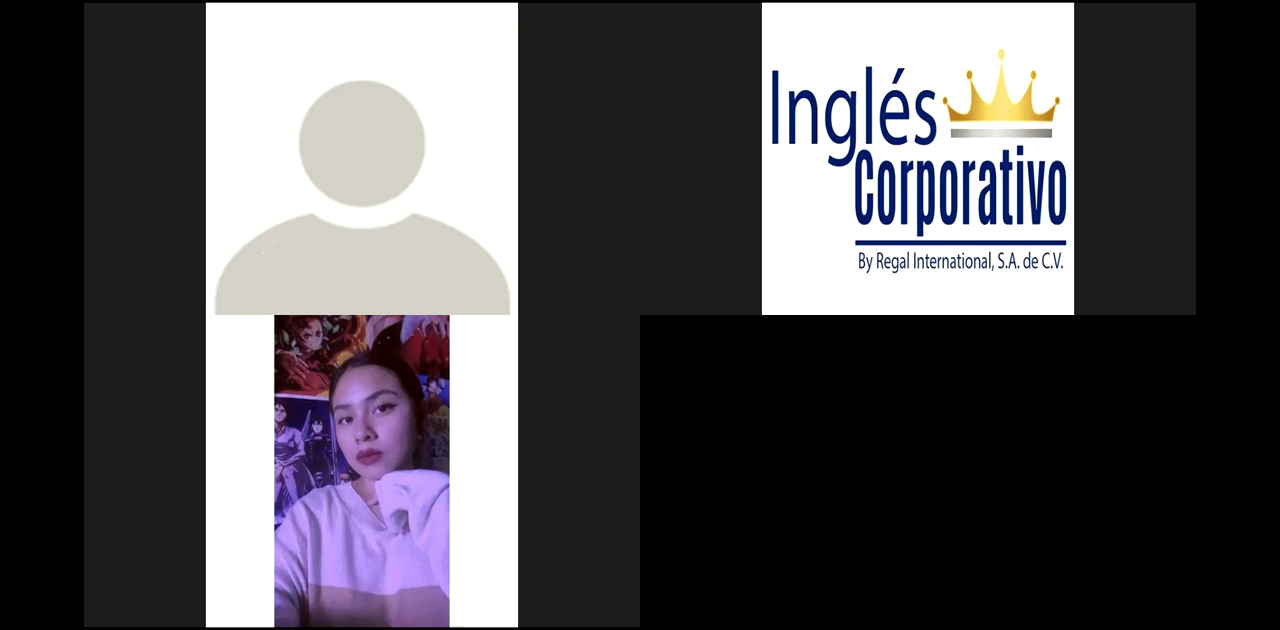 Inglés
Corporativo
By Regal International, S.A. de C.V.